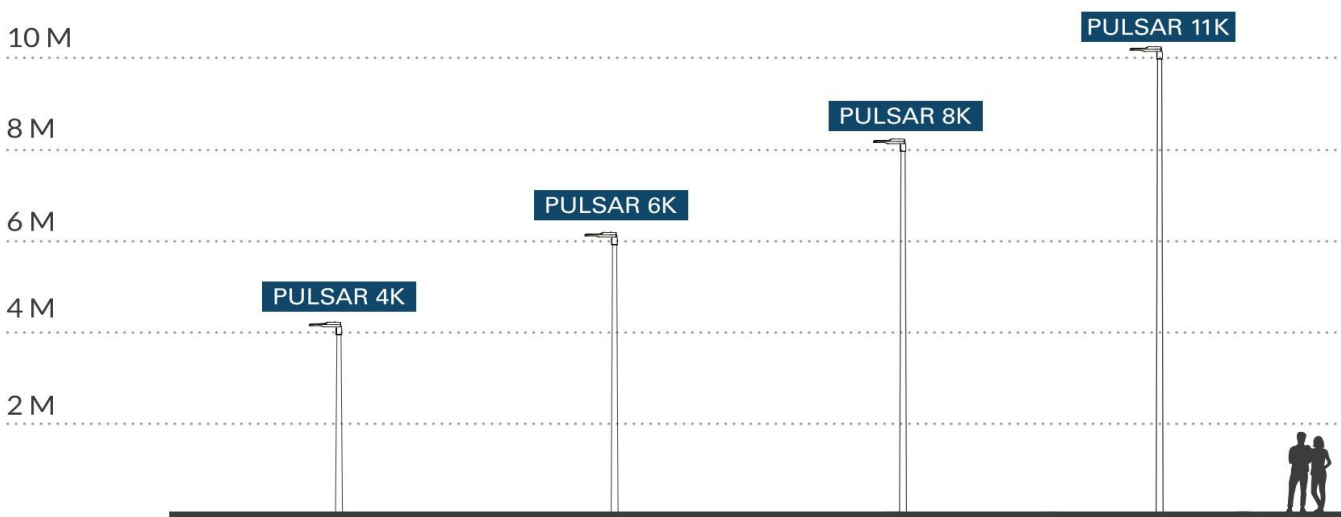 10 M
PULSAR 11K
8 M
PULSAR 8K
6 M
PULSAR 6K
4 M
PULSAR 4K
2 M